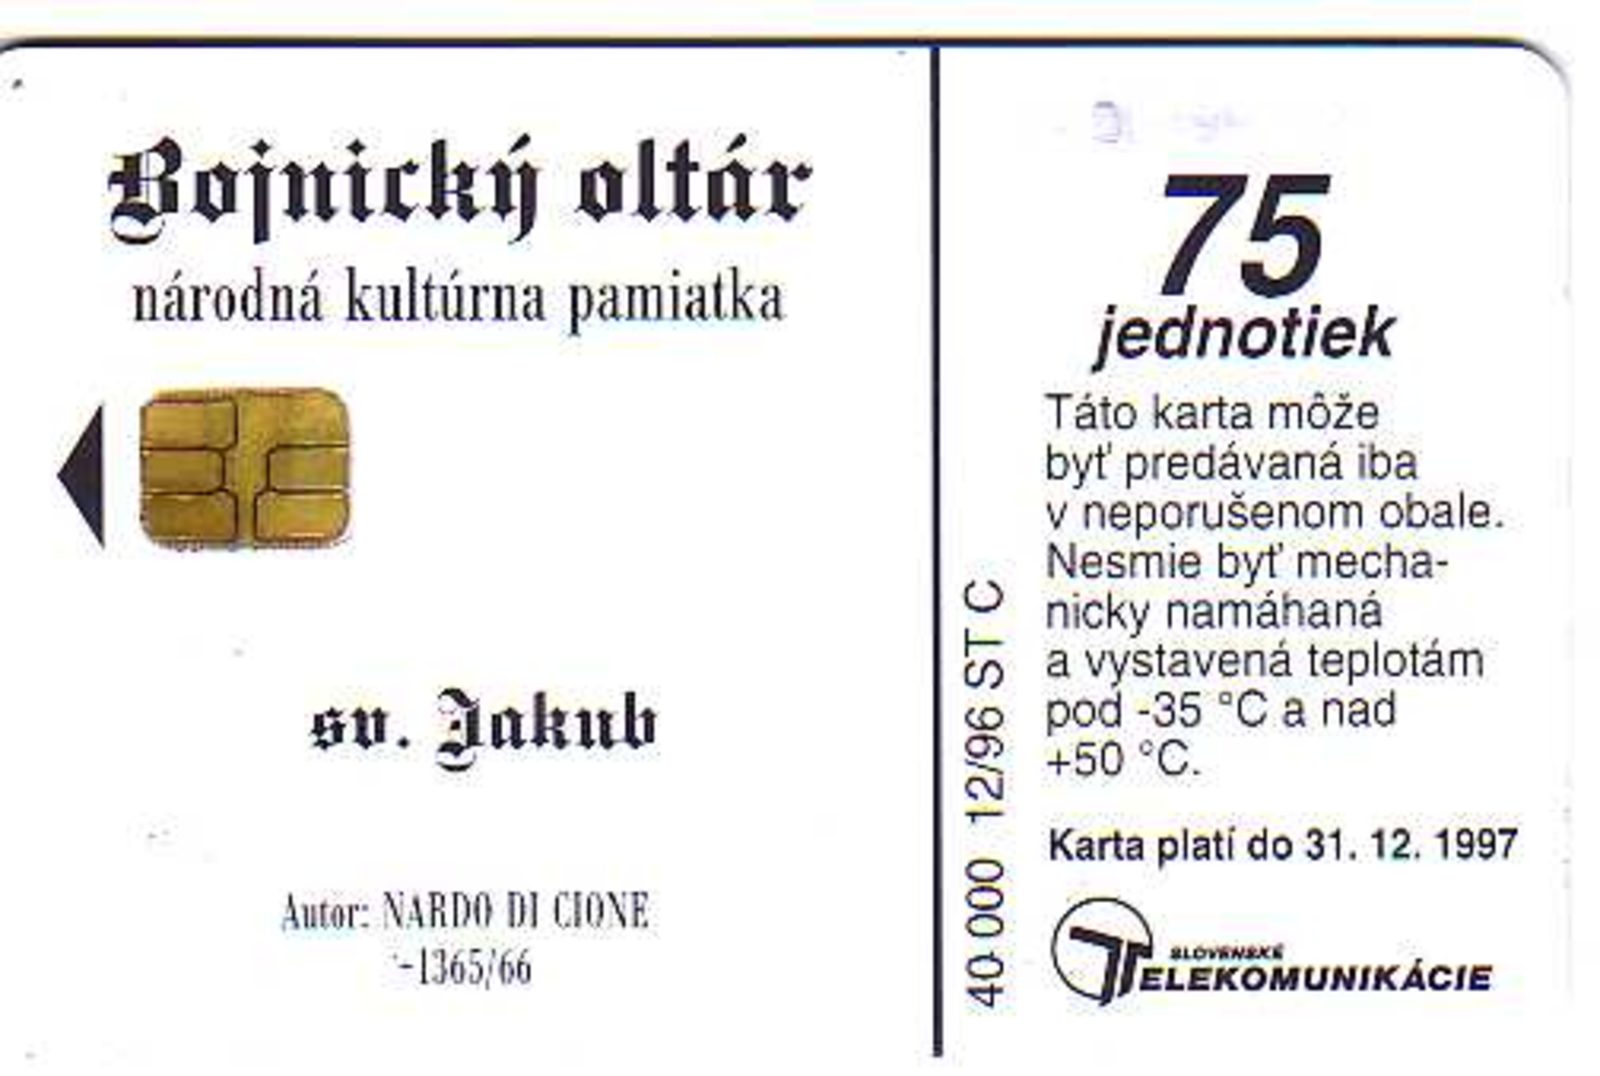 Bojnický oltár
národná kultúrna pamiatka
sv. Jakub
Autor: NARDO DI CIONE
-1365/66
40 000 12/96 ST C
75
jednotiek
Táto karta môže
byť predávaná iba
v neporušenom obale.
Nesmie byť mecha-
nicky namáhaná
a vystavená teplotám
pod -35 °C a nad
+50 °C.
Karta platí do 31. 12. 1997
SLOVENSKÉ
TELEKOMUNIKÁCIE